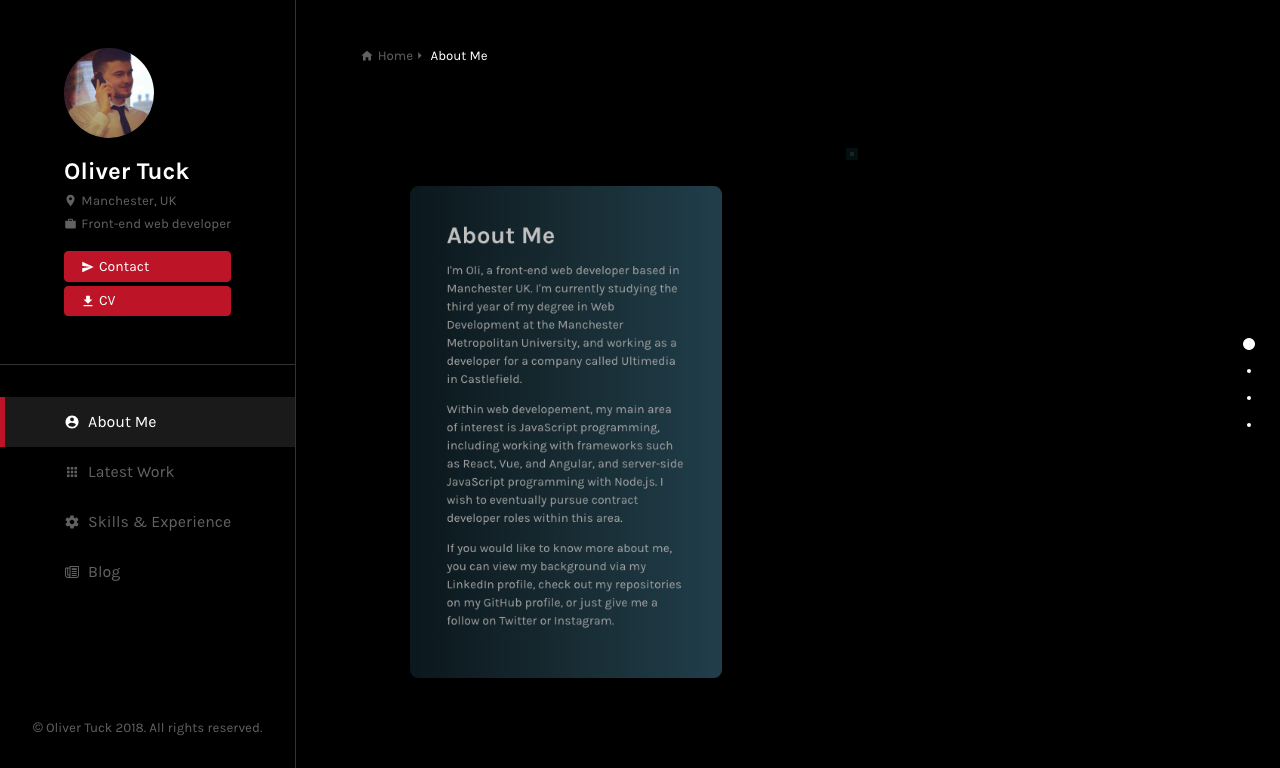 Oliver Tuck
Manchester, UK
Front-end web developer
Contact
CV
About Me
Latest Work
Skills & Experience
Blog
© Oliver Tuck 2018. All rights reserved.
Home About Me
About Me
I'm Oli, a front-end web developer based in
Manchester UK. I'm currently studying the
third year of my degree in Web
Development at the Manchester
Metropolitan University, and working as a
developer for a company called Ultimedia
in Castlefield.
Within web developement, my main area
of interest is JavaScript programming,
including working with frameworks such
as React, Vue, and Angular, and server-side
JavaScript programming with Node.js. I
wish to eventually pursue contract
developer roles within this area.
If you would like to know more about me,
you can view my background via my
LinkedIn profile, check out my repositories
on my GitHub profile, or just give me a
follow on Twitter or Instagram.